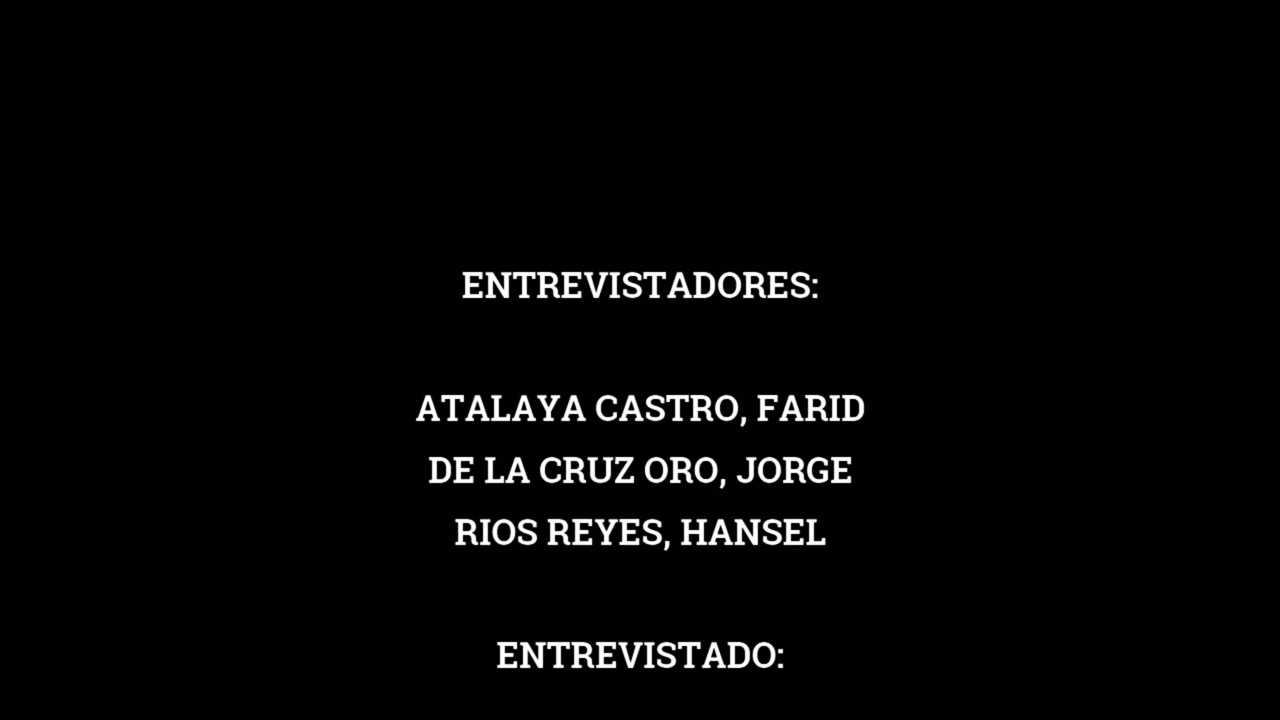 ENTREVISTADORES:
ATALAYA CASTRO, FARID
DE LA CRUZ ORO, JORGE
RIOS REYES, HANSEL
ENTREVISTADO: